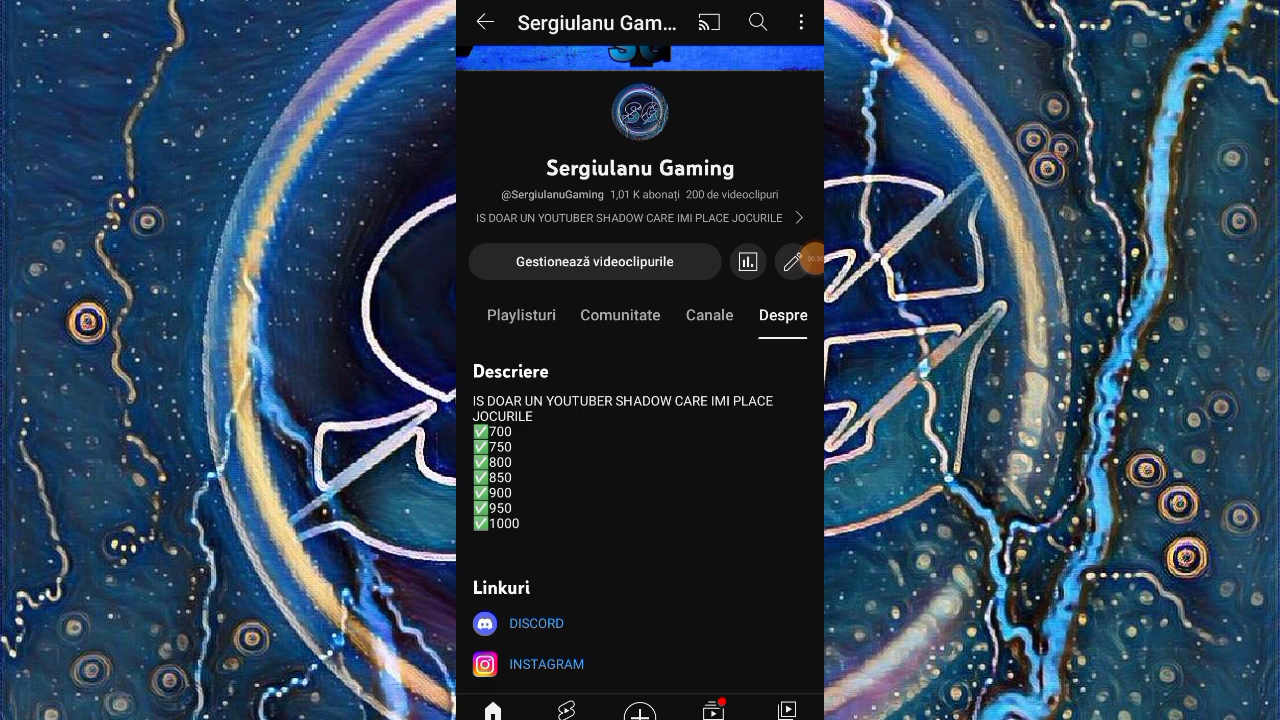 Sergiulanu Gam...
SG
Sergiulanu Gaming
@SergiulanuGaming 1,01 K abonați 200 de videoclipuri
IS DOAR UN YOUTUBER SHADOW CARE IMI PLACE JOCURILE
Gestionează videoclipurile
Playlisturi Comunitate Canale Despre
Descriere
IS DOAR UN YOUTUBER SHADOW CARE IMI PLACE
JOCURILE
✅700
✅750
✅800
✅850
✅900
✅950
✅1000
Linkuri
DISCORD
INSTAGRAM